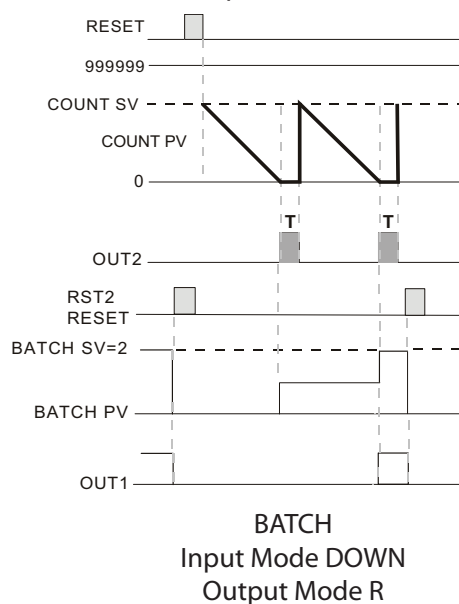 RESET
999999
COUNT SV
COUNT PV
0
T T
OUT2
RST2
RESET
BATCH SV=2
BATCH PV
OUT1
BATCH
Input Mode DOWN
Output Mode R